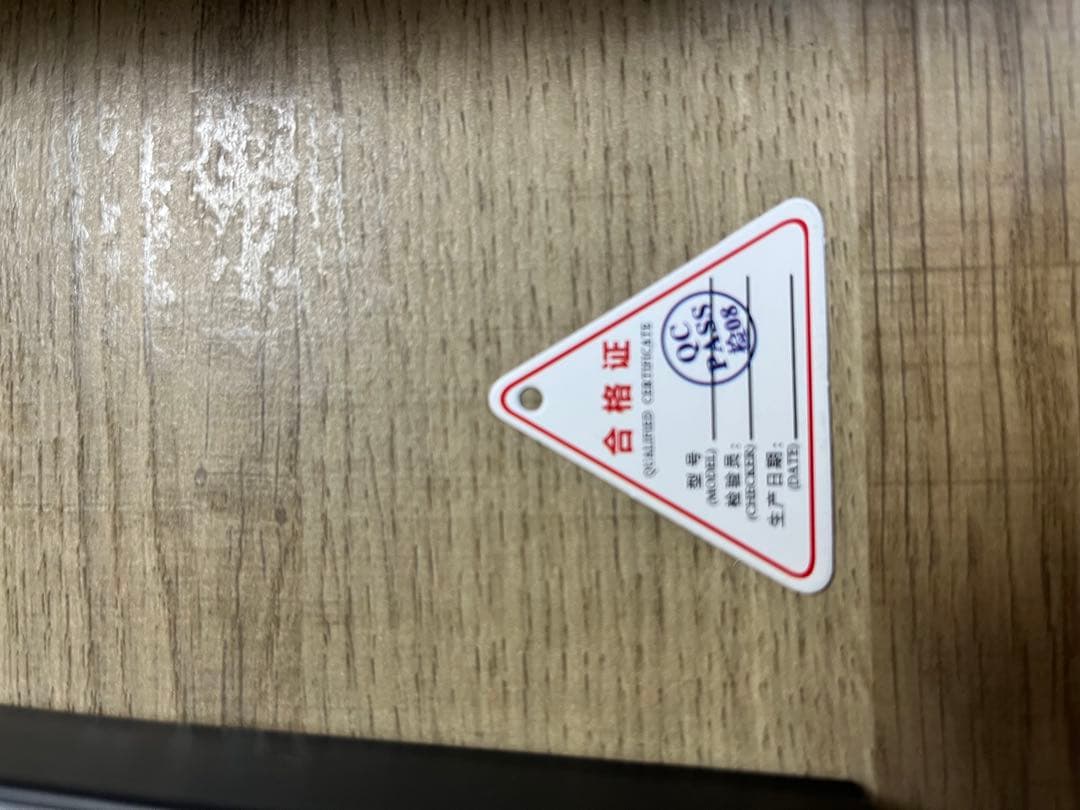 合格证
QUALIFIED CERTIFICATE
QC
PASS
检08
型号
(MODEL)
检验员:
(CHECKER)
生产日期:
(DATE)